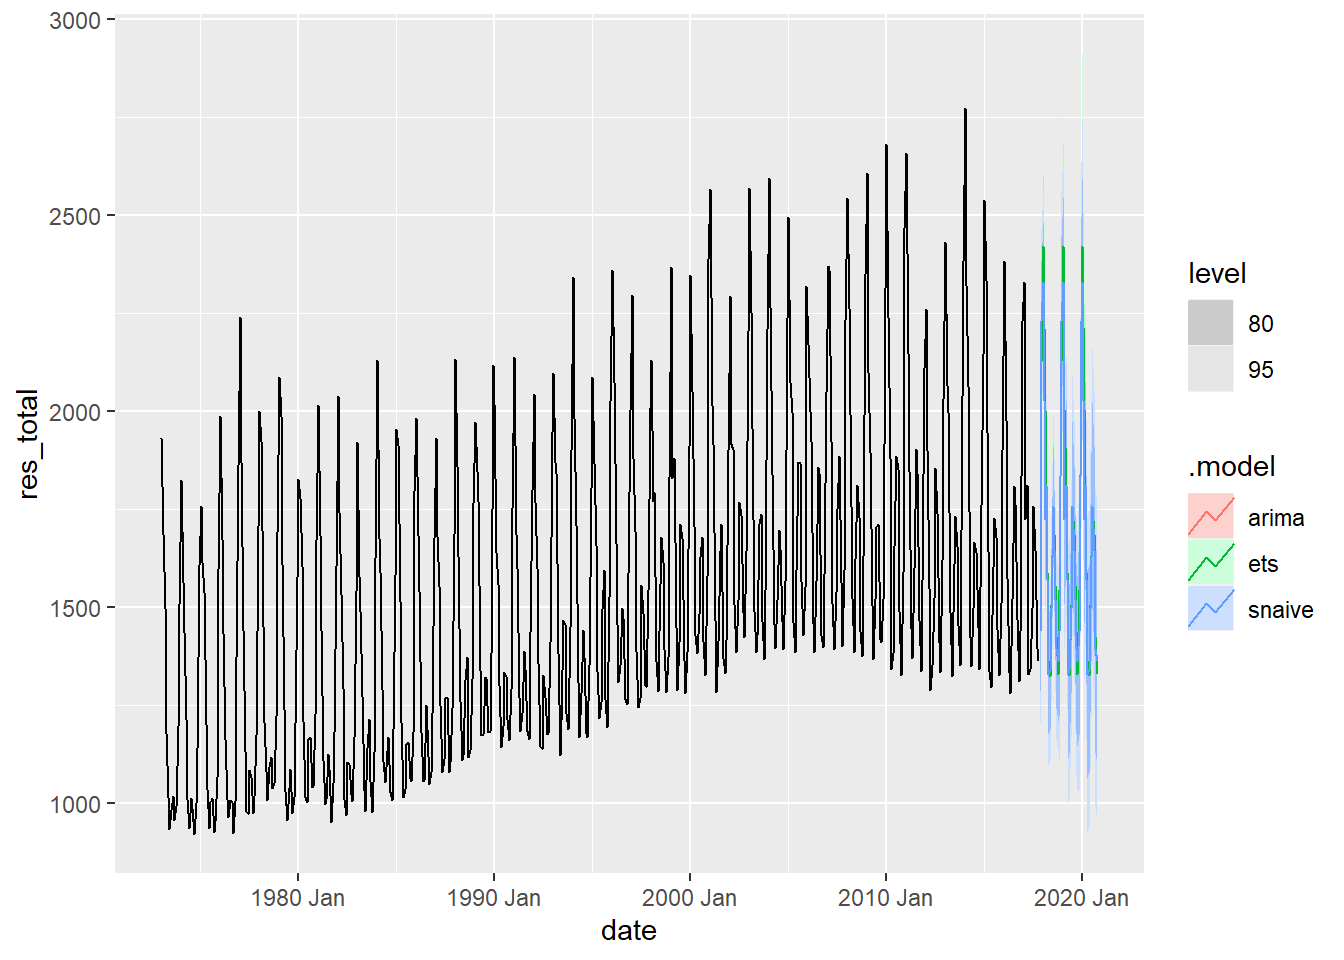 3000
2500
2000
1500
1000
res_total
1980 Jan
1990 Jan
2000 Jan
2010 Jan
2020 Jan
date
level
80
95
.model
arima
ets
snaive